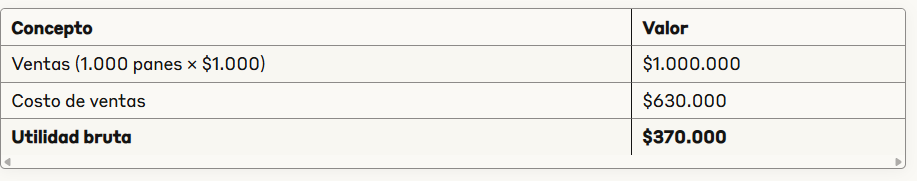 Concepto Valor
Ventas (1.000 panes × $1.000) $1.000.000
Costo de ventas $630.000
Utilidad bruta $370.000